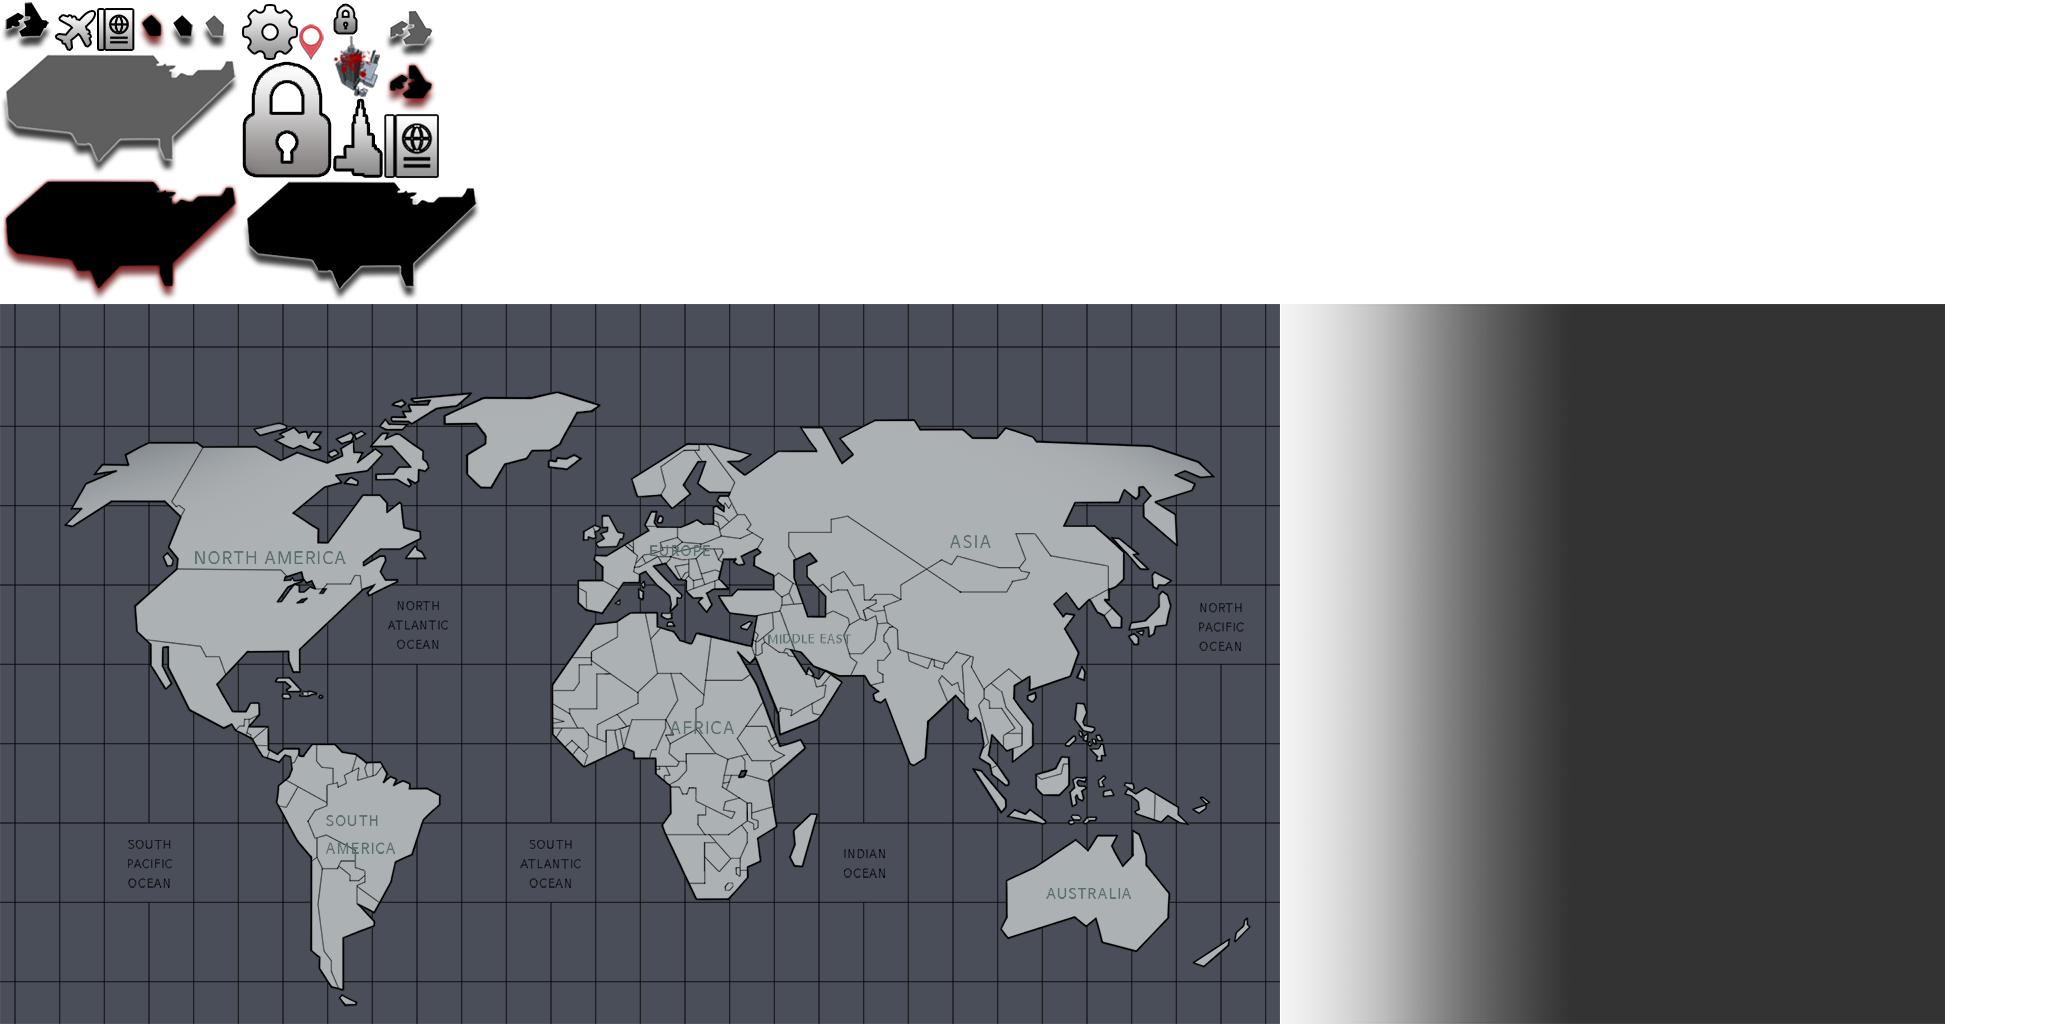 NORTH AMERICA
EUROPE
ASIA
NORTH
ATLANTIC
OCEAN
NORTH
PACIFIC
OCEAN
MIDDLE EAST
AFRICA
SOUTH
AMERICA
SOUTH
PACIFIC
OCEAN
SOUTH
ATLANTIC
OCEAN
INDIAN
OCEAN
AUSTRALIA